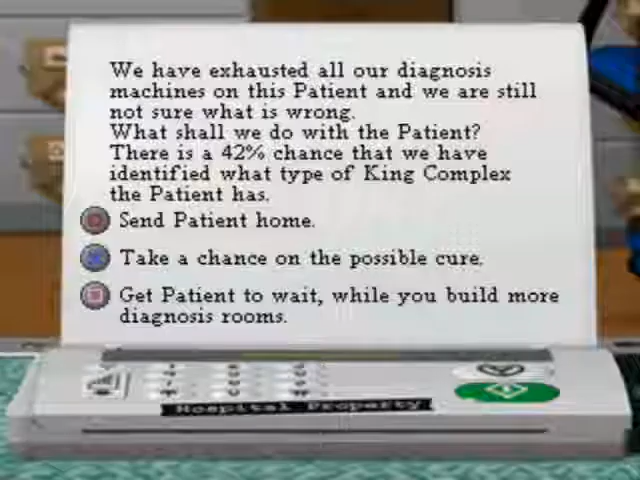 We have exhausted all our diagnosis
machines on this Patient and we are still
not sure what is wrong.
What shall we do with the Patient?
There is a 42% chance that we have
identified what type of King Complex
the Patient has.
Send Patient home.
Take a chance on the possible cure.
Get Patient to wait, while you build more
diagnosis rooms.
Hospital Property